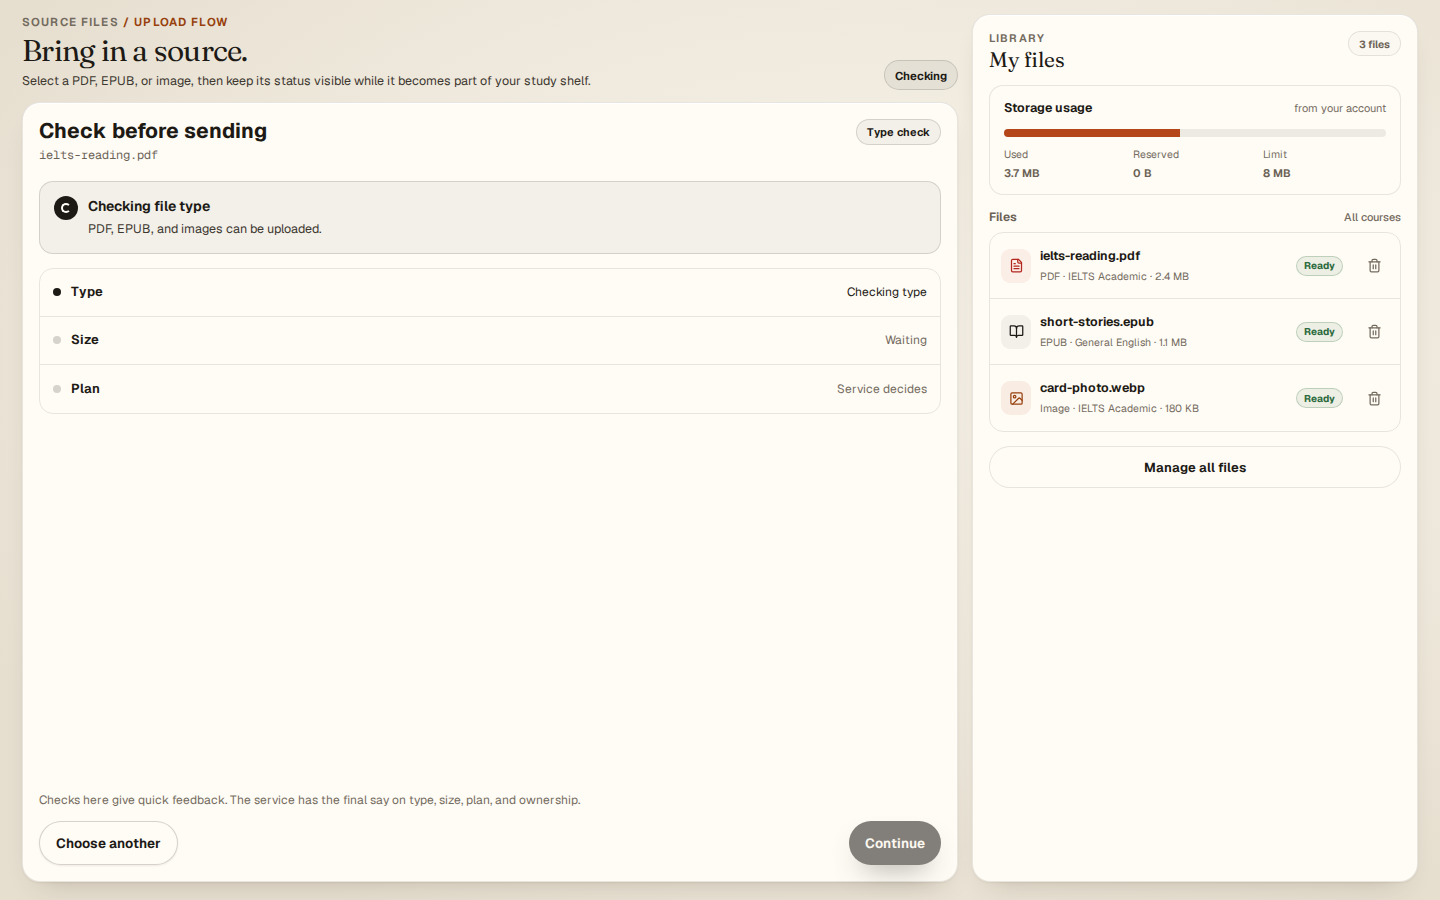 SOURCE FILES / UPLOAD FLOW
Bring in a source.
Select a PDF, EPUB, or image, then keep its status visible while it becomes part of your study shelf.
Checking
Check before sending
ielts-reading.pdf
Type check
C
Checking file type
PDF, EPUB, and images can be uploaded.
Type
Checking type
Size
Waiting
Plan
Service decides
Checks here give quick feedback. The service has the final say on type, size, plan, and ownership.
Choose another
Continue
LIBRARY
My files
3 files
Storage usage
from your account
Used
Reserved
Limit
3.7 MB
0 B
8 MB
Files
All courses
ielts-reading.pdf
PDF · IELTS Academic · 2.4 MB
Ready
short-stories.epub
EPUB · General English · 1.1 MB
Ready
card-photo.webp
Image · IELTS Academic · 180 KB
Ready
Manage all files